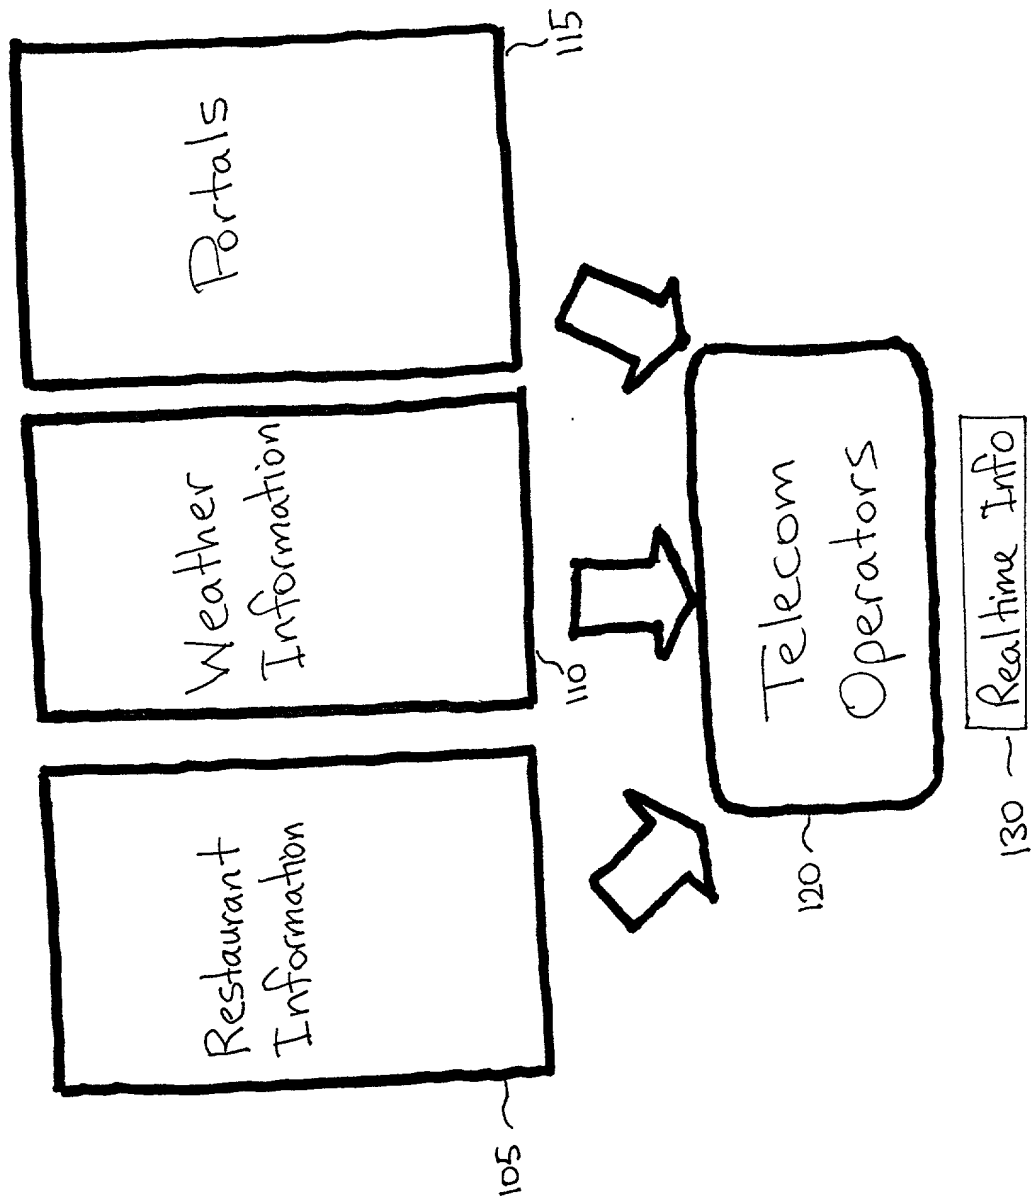 Restaurant
Information
105
Weather
Information
110
Portals
115
Telecom
Operators
120
130
Realtime Info